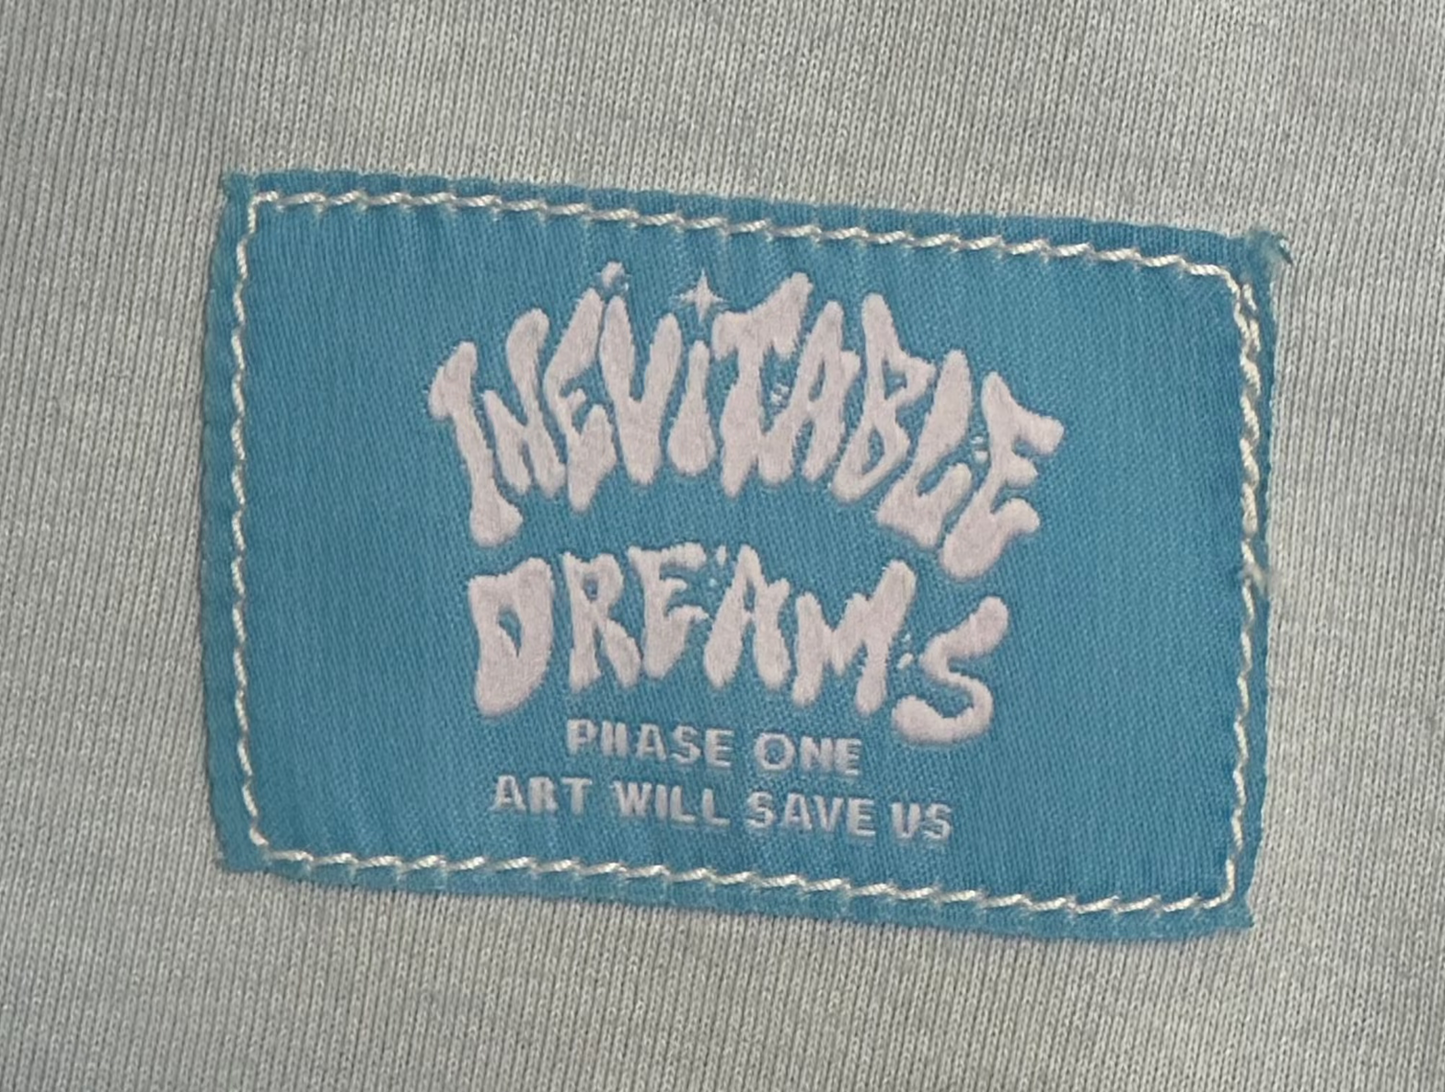 INEViTABLE
DREAMS
PHASE ONE
ART WILL SAVE US